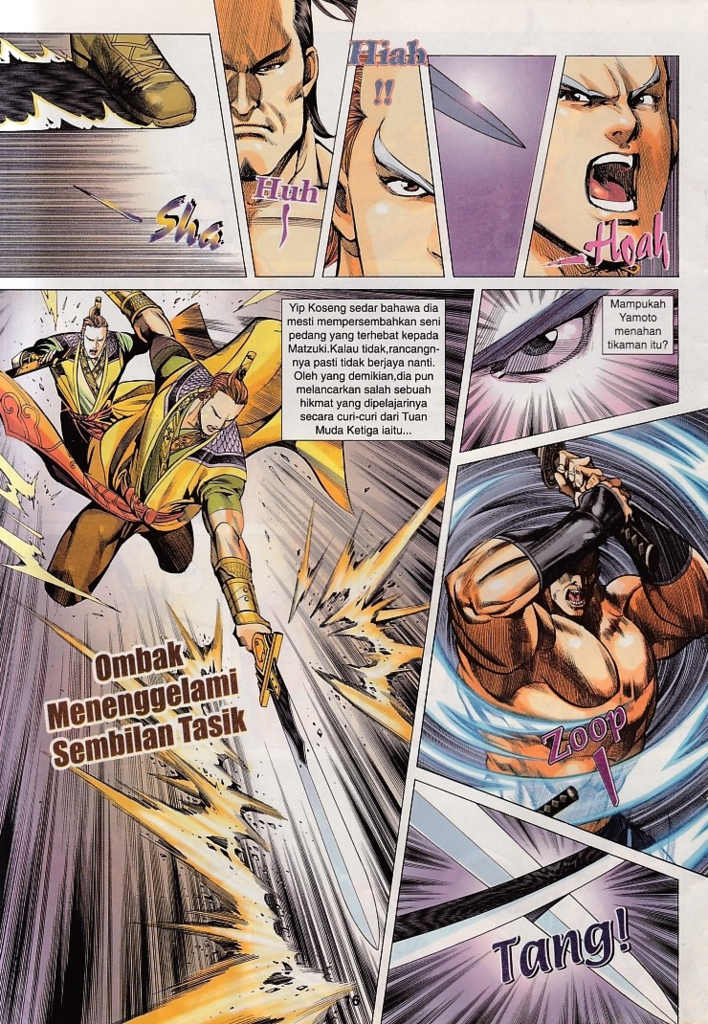 Sha
Huh
!
Hiah
!!
Hoah
Yip Koseng sedar bahawa dia
mesti mempersembahkan seni
pedang yang terhebat kepada
Matzuki.Kalau tidak,rancangn-
nya pasti tidak berjaya nanti.
Oleh yang demikian,dia pun
melancarkan salah sebuah
hikmat yang dipelajarinya
secara curi-curi dari Tuan
Muda Ketiga iaitu...
Ombak
Menenggelami
Sembilan Tasik
Mampukah
Yamoto
menahan
tikaman itu?
Zoop
!
Tang!
6